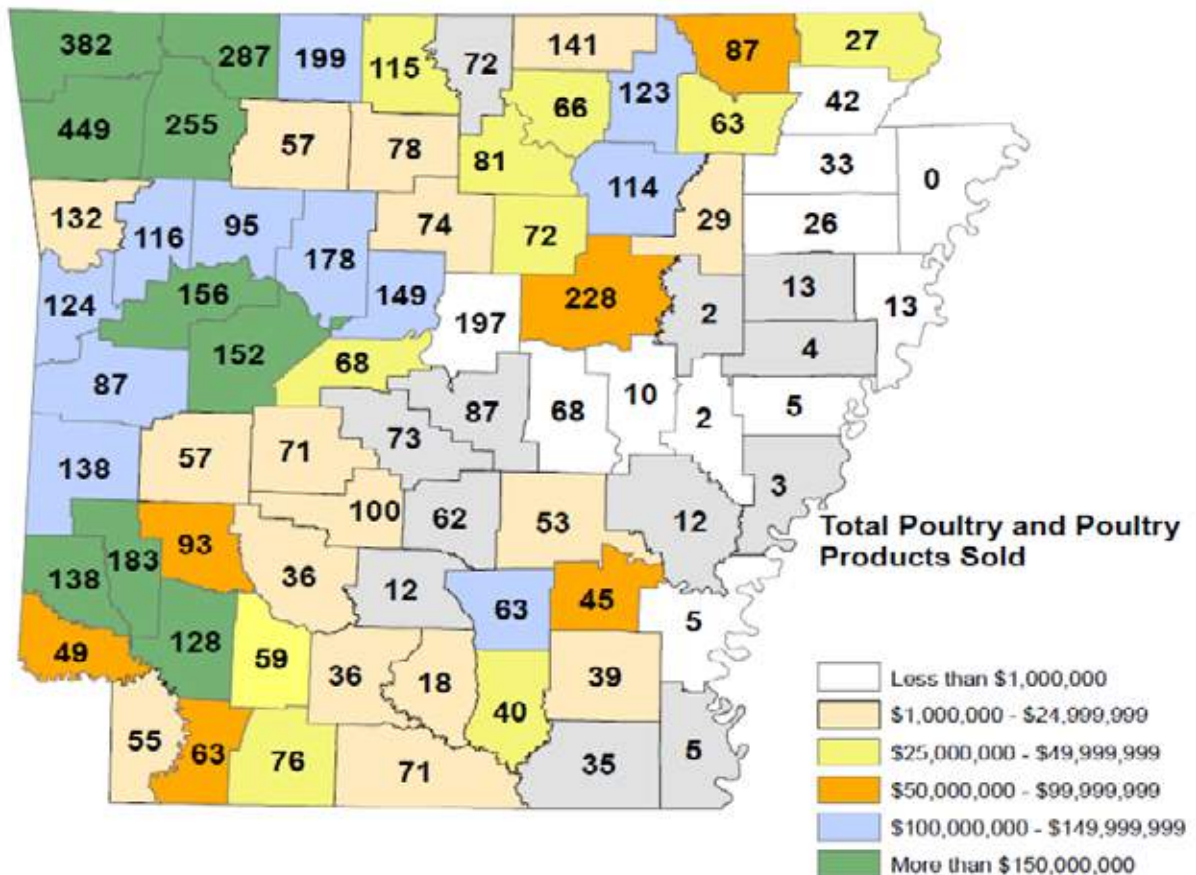 382 287 199 115 72 141 123 87 27
449 255 57 78 81 66 63 42
33 0
132 116 95 178 74 72 114 29 26
124 156 149 197 228 2 13 13
152 68 4
87 73 87 68 10 2 5
138 57 71 3
100 62 53 12
Total Poultry and Poultry
Products Sold
138 183 93 36 12 63 45 5
49 128 59 36 18 40 39
55 63 76 71 35 5
Less than $1,000,000
$1,000,000 - $24,999,999
$25,000,000 - $49,999,999
$50,000,000 - $99,999,999
$100,000,000 - $149,999,999
More than $150,000,000